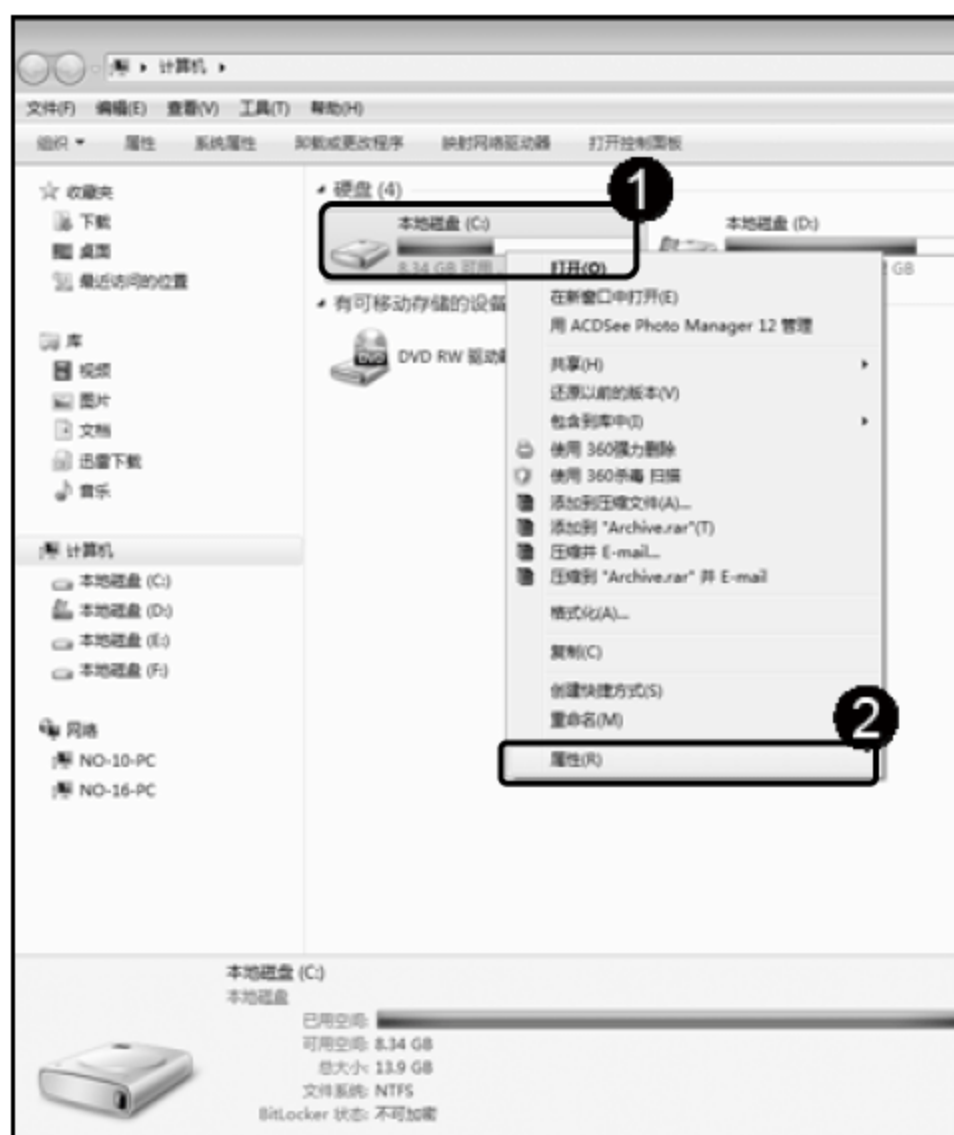 计算机
文件(F) 编辑(E) 查看(V) 工具(T) 帮助(H)
组织 属性 系统属性 卸载或更改程序 映射网络驱动器 打开控制面板
收藏夹
下载
桌面
最近访问的位置
库
视频
图片
文档
迅雷下载
音乐
计算机
本地磁盘 (C:)
本地磁盘 (D:)
本地磁盘 (E:)
本地磁盘 (F:)
网络
NO-10-PC
NO-16-PC
硬盘 (4)
1
本地磁盘 (C:)
8.34 GB 可用
本地磁盘 (D:)
GB
有可移动存储的设备
DVD RW 驱动
打开(O)
在新窗口中打开(E)
用 ACDSee Photo Manager 12 管理
共享(H)
还原以前的版本(V)
包含到库中(I)
使用 360强力删除
使用 360杀毒 扫描
添加到压缩文件(A)...
添加到 "Archive.rar"(T)
压缩并 E-mail...
压缩到 "Archive.rar" 并 E-mail
格式化(A)...
复制(C)
创建快捷方式(S)
重命名(M)
2
属性(R)
本地磁盘 (C:)
本地磁盘
已用空间:
可用空间: 8.34 GB
总大小: 13.9 GB
文件系统: NTFS
BitLocker 状态: 不可加密
DVD